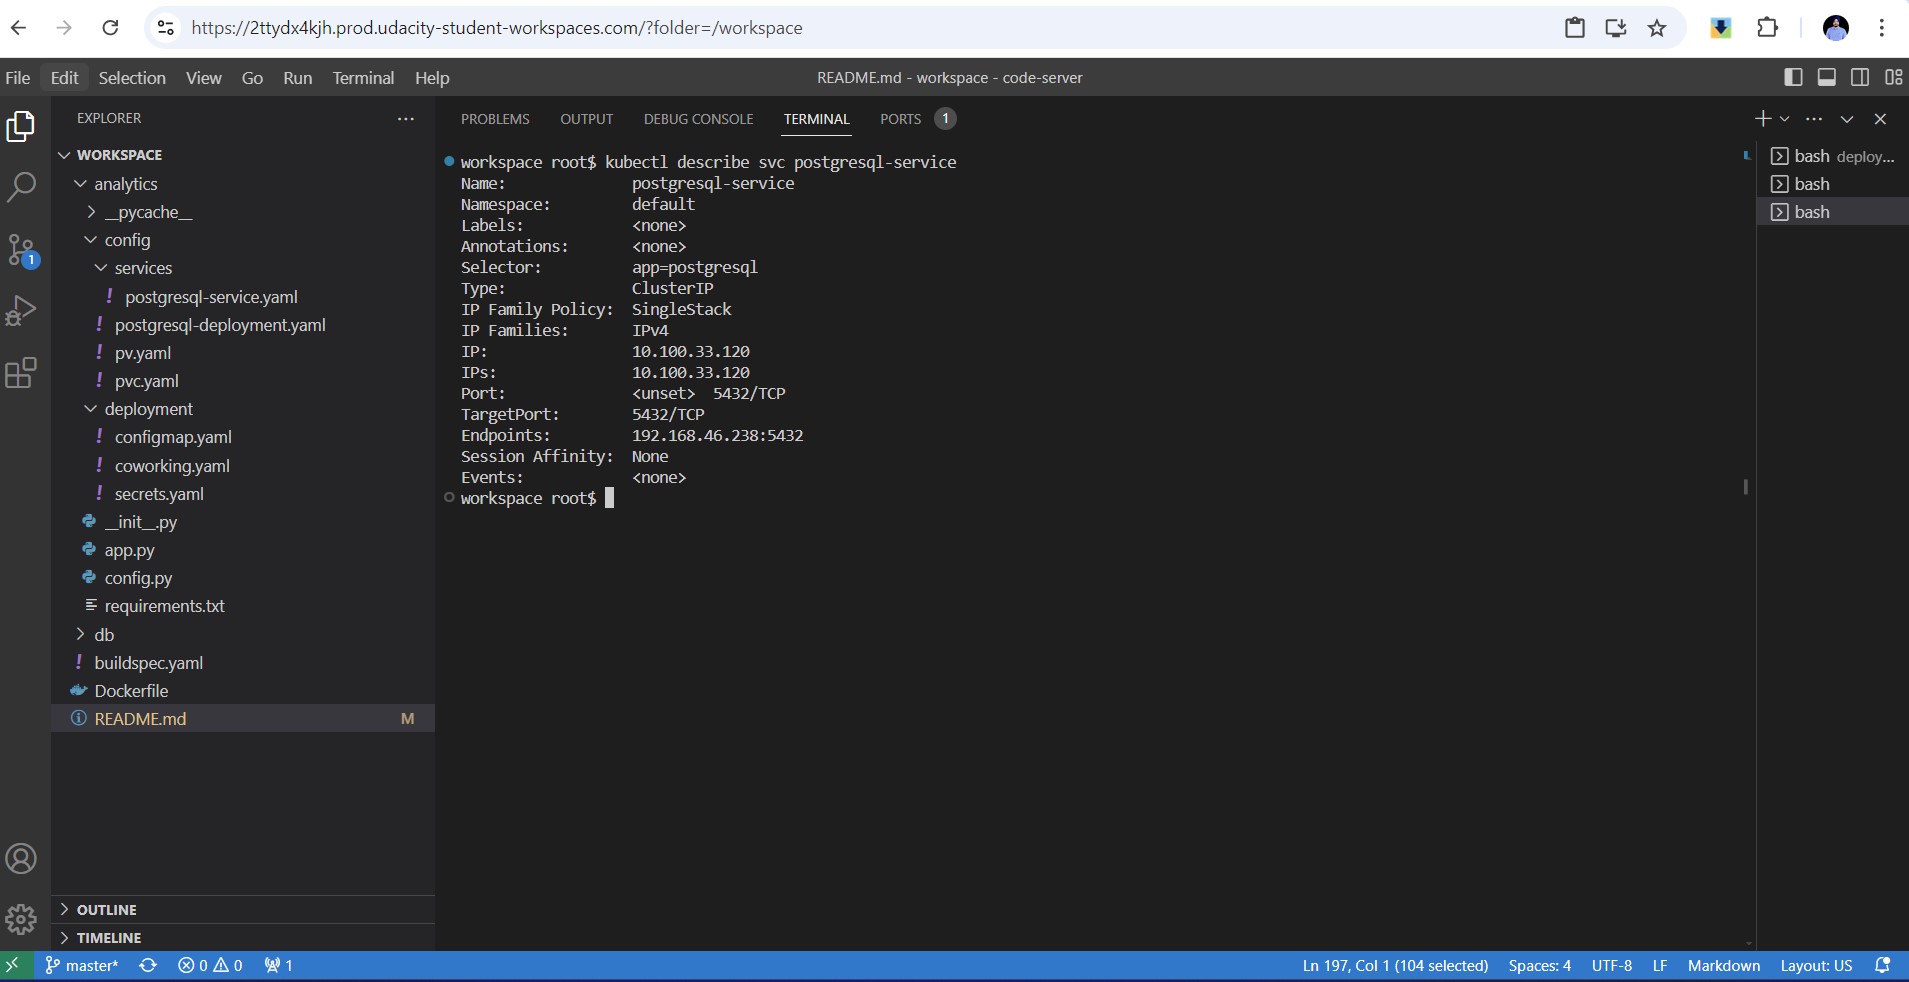 https://2ttydx4kjh.prod.udacity-student-workspaces.com/?folder=/workspace
File Edit Selection View Go Run Terminal Help
README.md - workspace - code-server
EXPLORER
WORKSPACE
analytics
__pycache__
config
services
! postgresql-service.yaml
! postgresql-deployment.yaml
! pv.yaml
! pvc.yaml
deployment
! configmap.yaml
! coworking.yaml
! secrets.yaml
__init__.py
app.py
config.py
requirements.txt
db
! buildspec.yaml
Dockerfile
README.md M
OUTLINE
TIMELINE
PROBLEMS OUTPUT DEBUG CONSOLE TERMINAL PORTS 1
workspace root$ kubectl describe svc postgresql-service
Name: postgresql-service
Namespace: default
Labels: <none>
Annotations: <none>
Selector: app=postgresql
Type: ClusterIP
IP Family Policy: SingleStack
IP Families: IPv4
IP: 10.100.33.120
IPs: 10.100.33.120
Port: <unset> 5432/TCP
TargetPort: 5432/TCP
Endpoints: 192.168.46.238:5432
Session Affinity: None
Events: <none>
workspace root$
bash deploy...
bash
bash
1
master* 0 0 1
Ln 197, Col 1 (104 selected) Spaces: 4 UTF-8 LF Markdown Layout: US